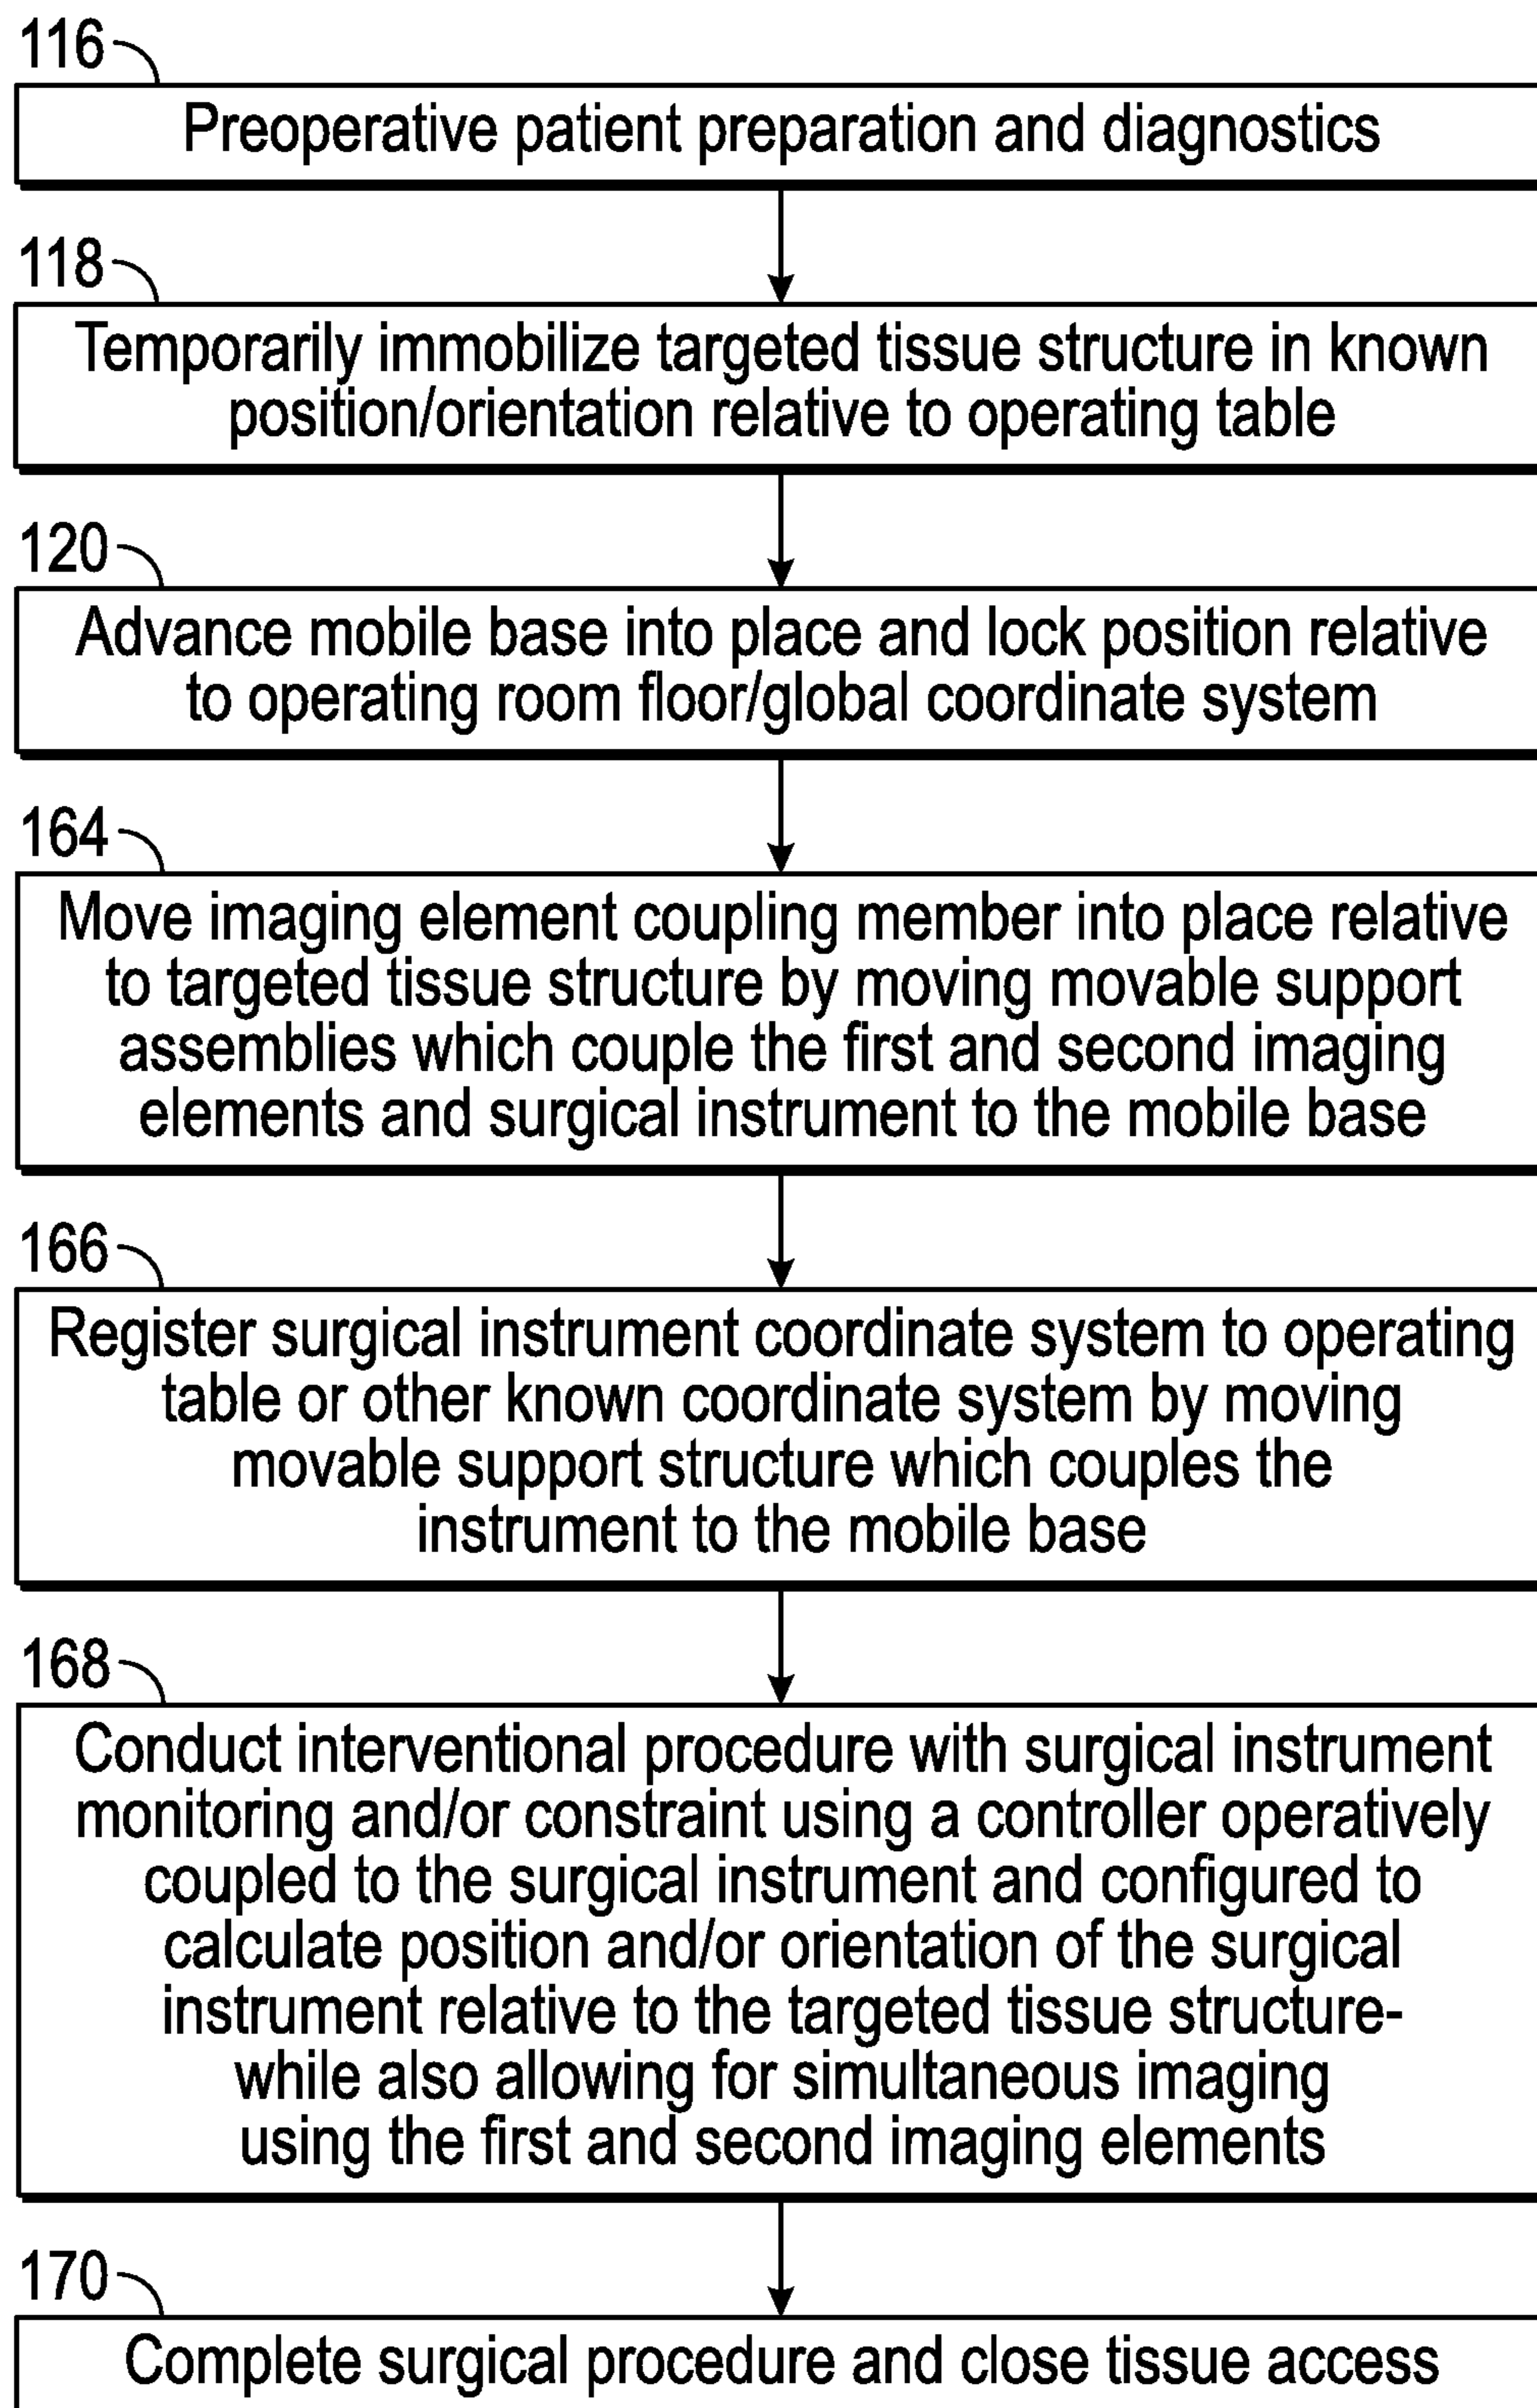 116
Preoperative patient preparation and diagnostics
118
Temporarily immobilize targeted tissue structure in known
position/orientation relative to operating table
120
Advance mobile base into place and lock position relative
to operating room floor/global coordinate system
164
Move imaging element coupling member into place relative
to targeted tissue structure by moving movable support
assemblies which couple the first and second imaging
elements and surgical instrument to the mobile base
166
Register surgical instrument coordinate system to operating
table or other known coordinate system by moving
movable support structure which couples the
instrument to the mobile base
168
Conduct interventional procedure with surgical instrument
monitoring and/or constraint using a controller operatively
coupled to the surgical instrument and configured to
calculate position and/or orientation of the surgical
instrument relative to the targeted tissue structure-
while also allowing for simultaneous imaging
using the first and second imaging elements
170
Complete surgical procedure and close tissue access